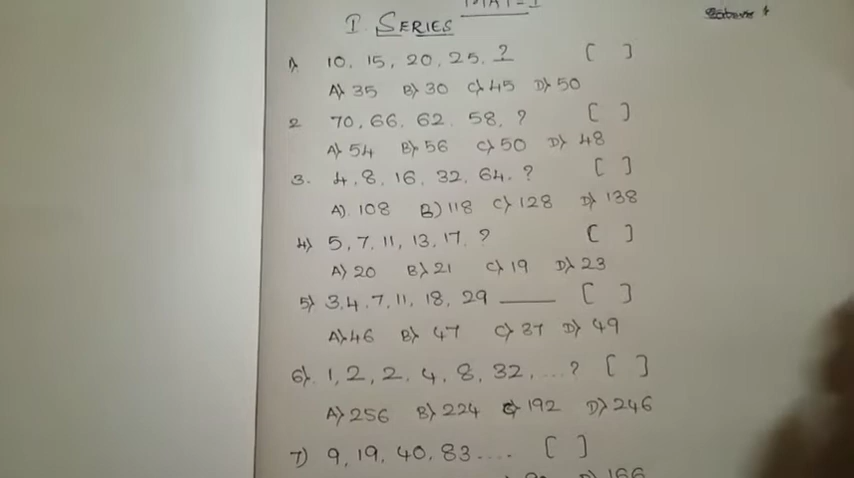 I. SERIES
1) 10, 15, 20, 25, ? [ ]
A) 35 B) 30 C) 45 D) 50
2 70, 66, 62, 58, ? [ ]
A) 54 B) 56 C) 50 D) 48
3. 4, 8, 16, 32, 64, ? [ ]
A) 108 B) 118 C) 128 D) 138
4) 5, 7, 11, 13, 17, ? [ ]
A) 20 B) 21 C) 19 D) 23
5) 3, 4, 7, 11, 18, 29 ____ [ ]
A) 46 B) 47 C) 37 D) 49
6) 1, 2, 2, 4, 8, 32, ...? [ ]
A) 256 B) 224 C) 192 D) 246
7) 9, 19, 40, 83.... [ ]
D) 166